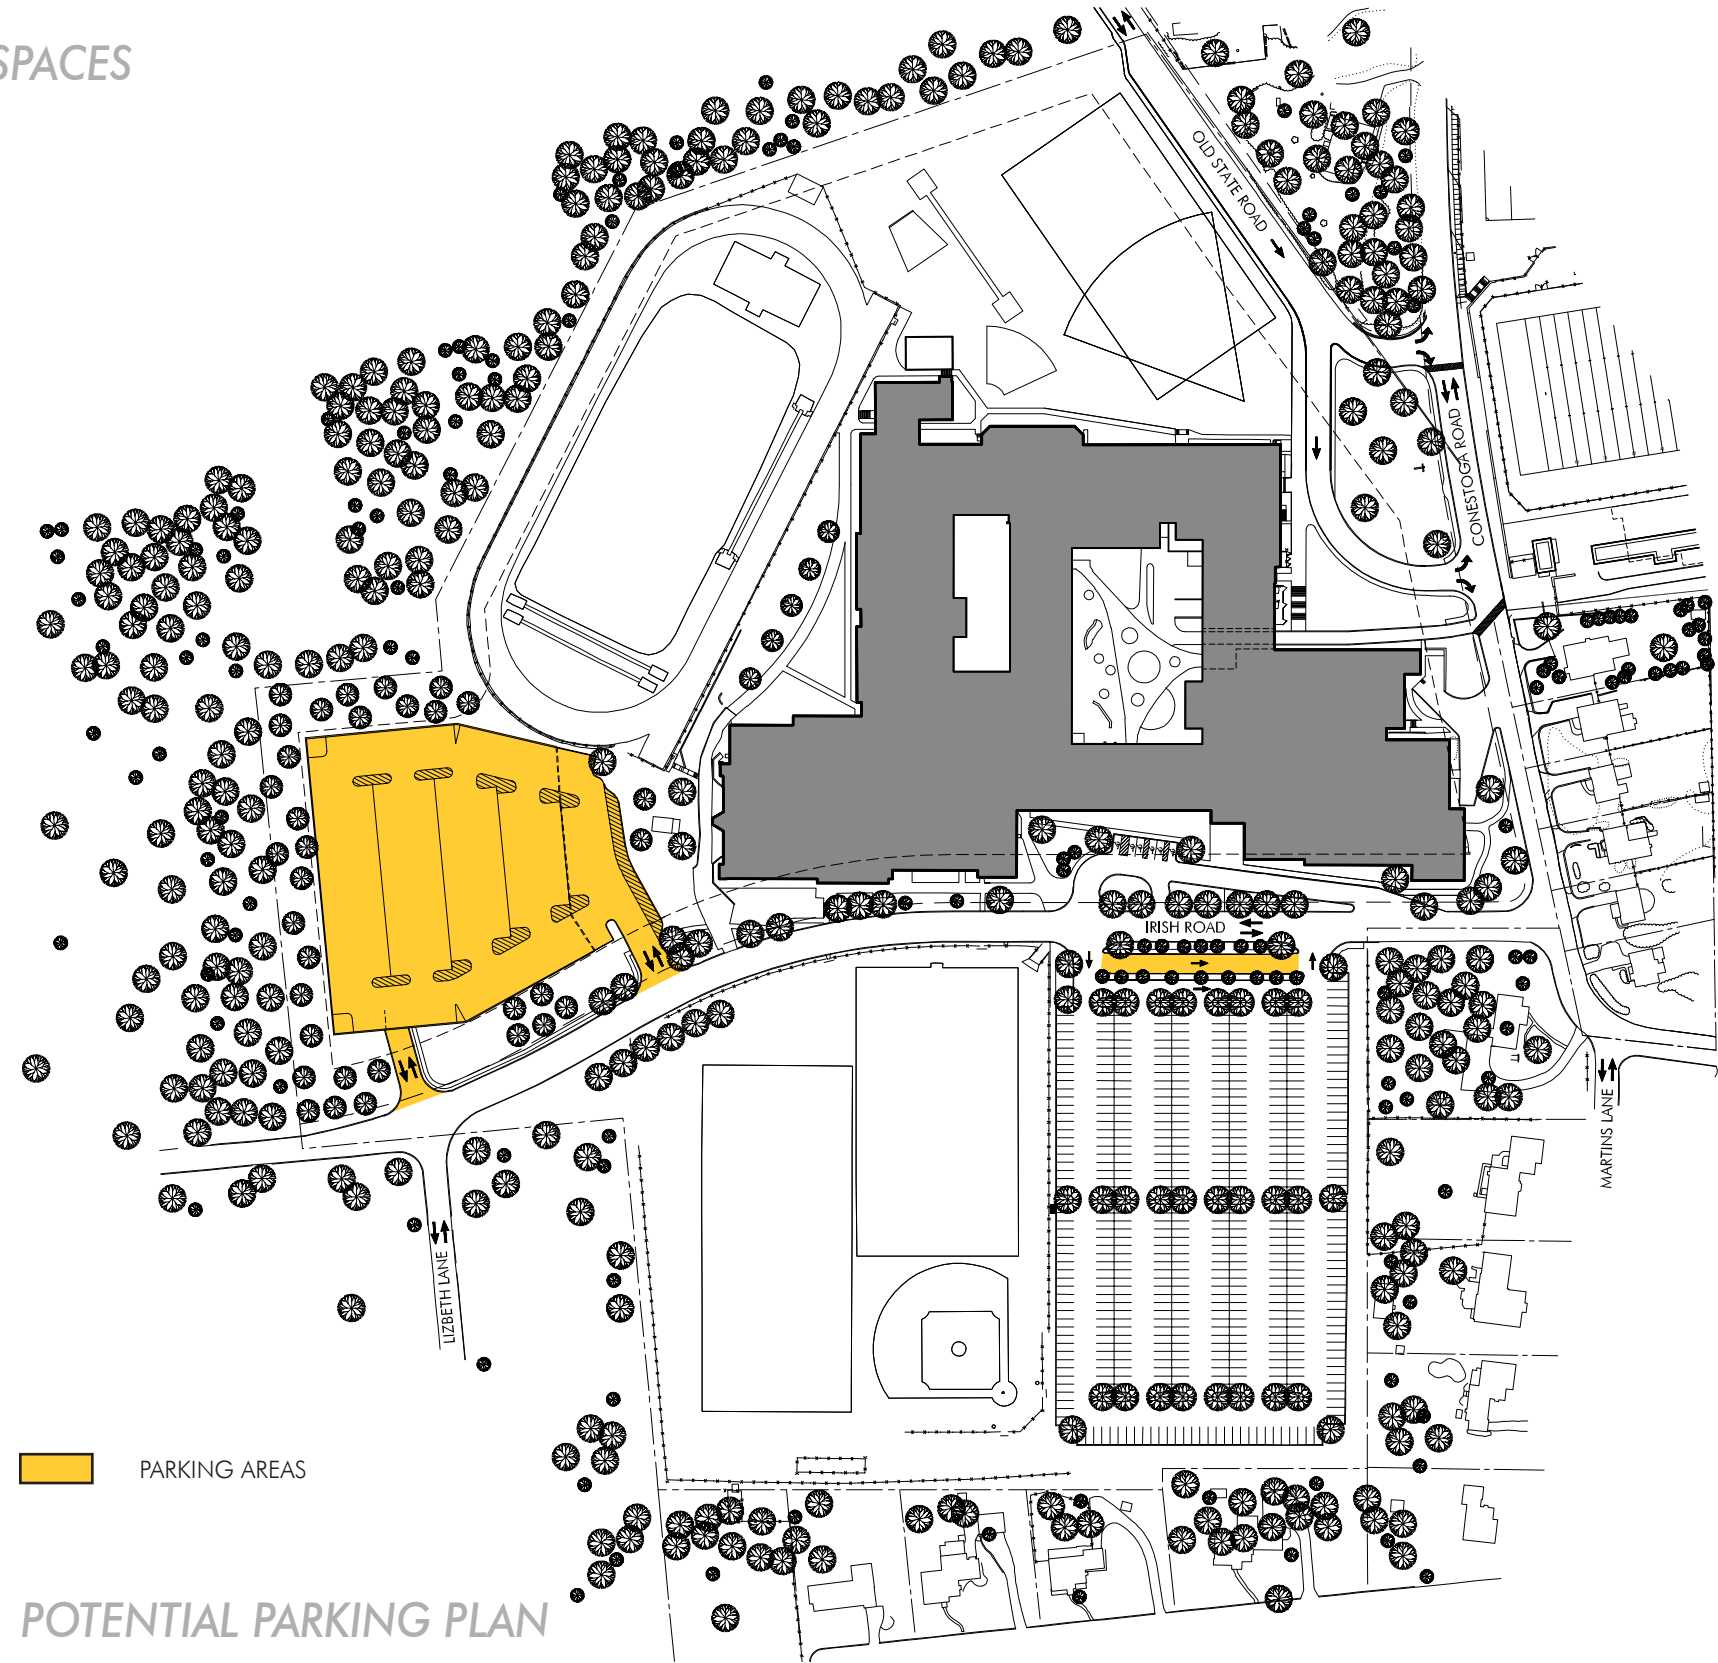 SPACES
OLD STATE ROAD
CONESTOGA ROAD
IRISH ROAD
MARTINS LANE
LIZBETH LANE
PARKING AREAS
POTENTIAL PARKING PLAN